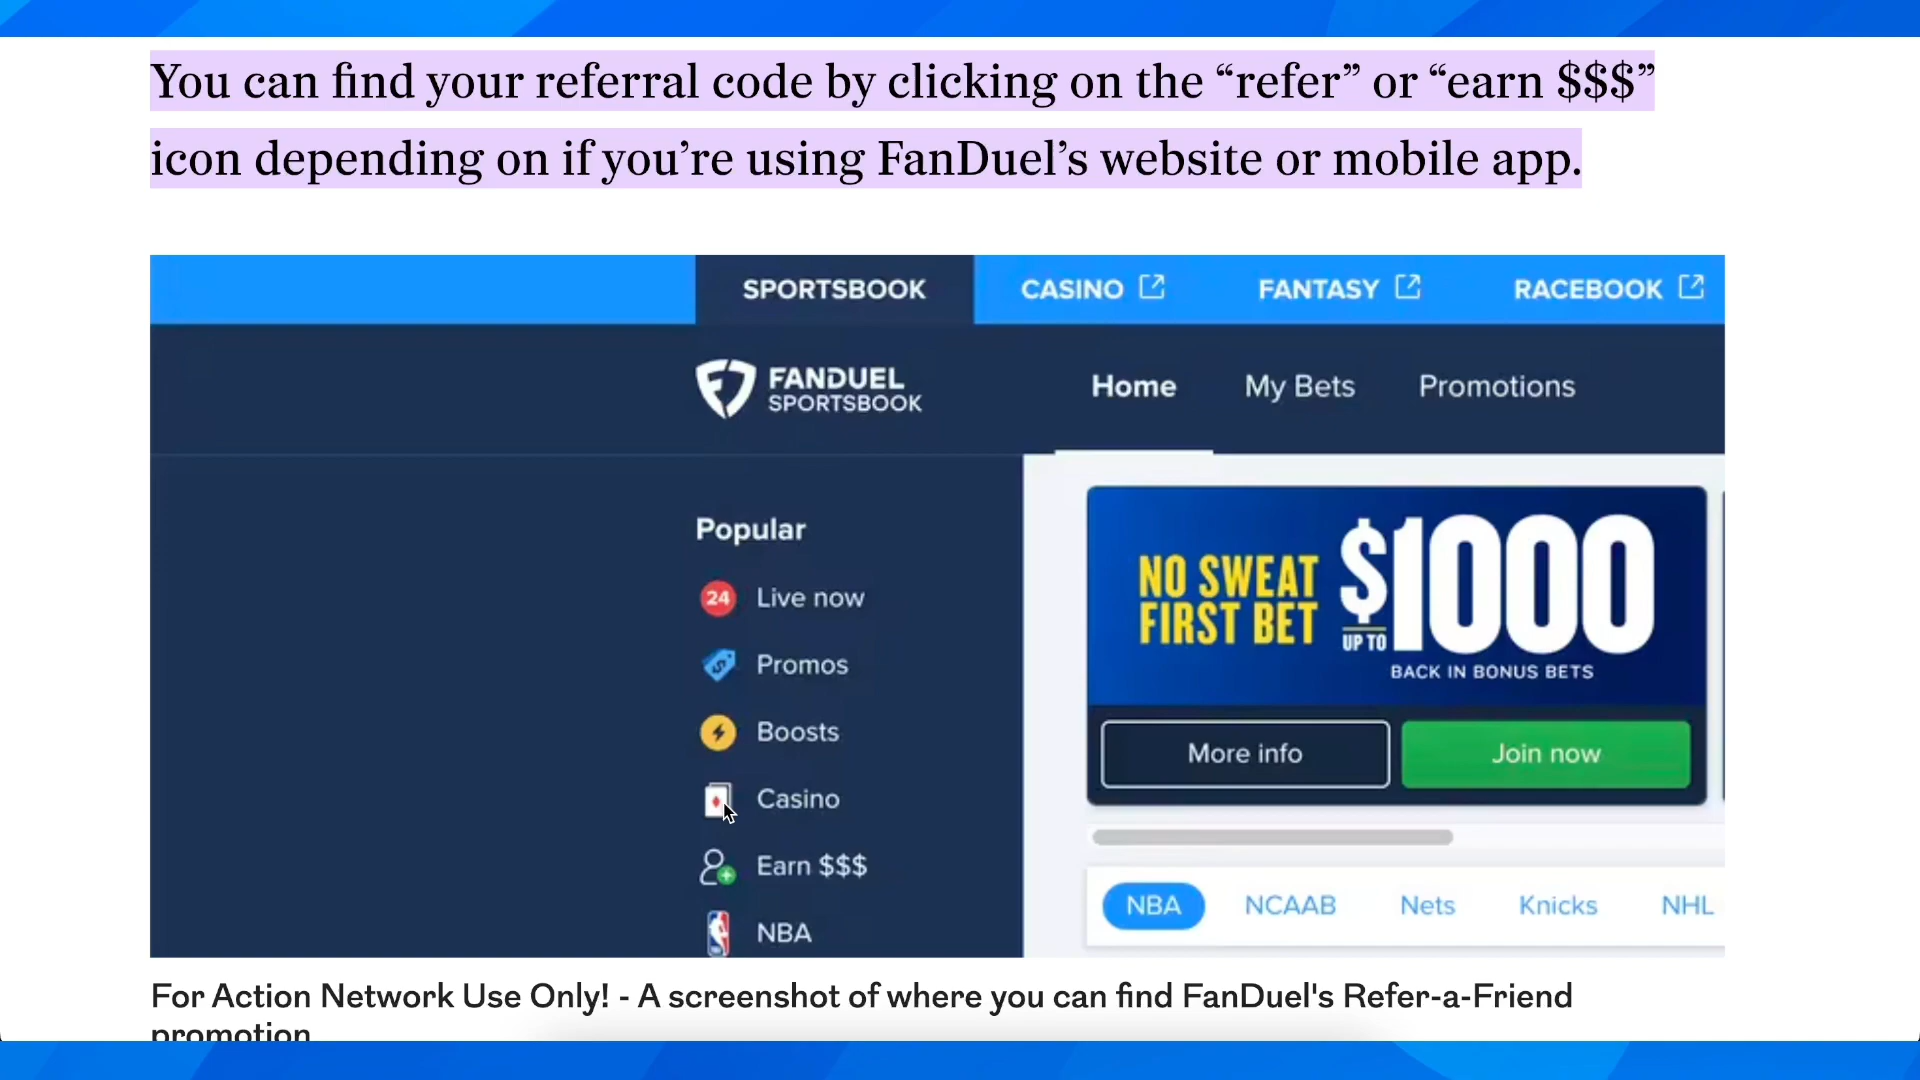 You can find your referral code by clicking on the “refer” or “earn $$$”
icon depending on if you’re using FanDuel’s website or mobile app.
SPORTSBOOK CASINO FANTASY RACEBOOK
FANDUEL
SPORTSBOOK
Home My Bets Promotions
Popular
24 Live now
Promos
Boosts
Casino
Earn $$$
NBA
NO SWEAT
FIRST BET
UP TO
$1000
BACK IN BONUS BETS
More info Join now
NBA NCAAB Nets Knicks NHL
For Action Network Use Only! - A screenshot of where you can find FanDuel's Refer-a-Friend
promotion